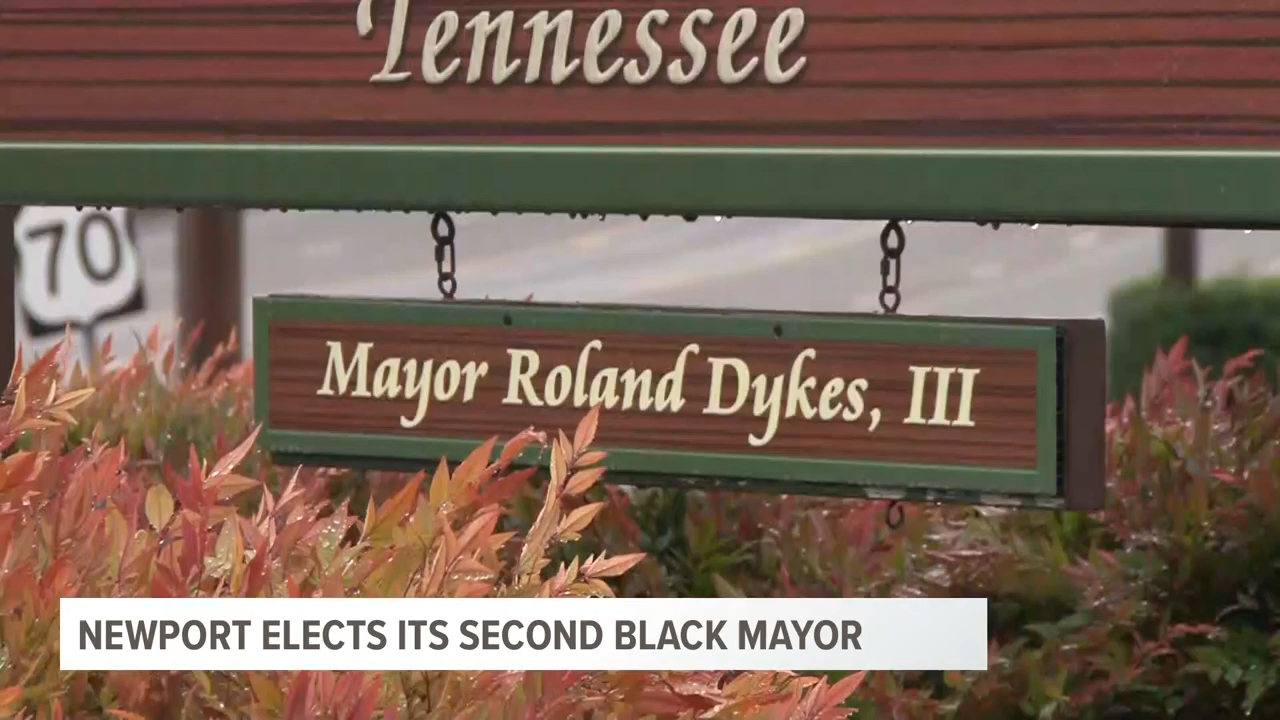 Tennessee
70
Mayor Roland Dykes, III
NEWPORT ELECTS ITS SECOND BLACK MAYOR